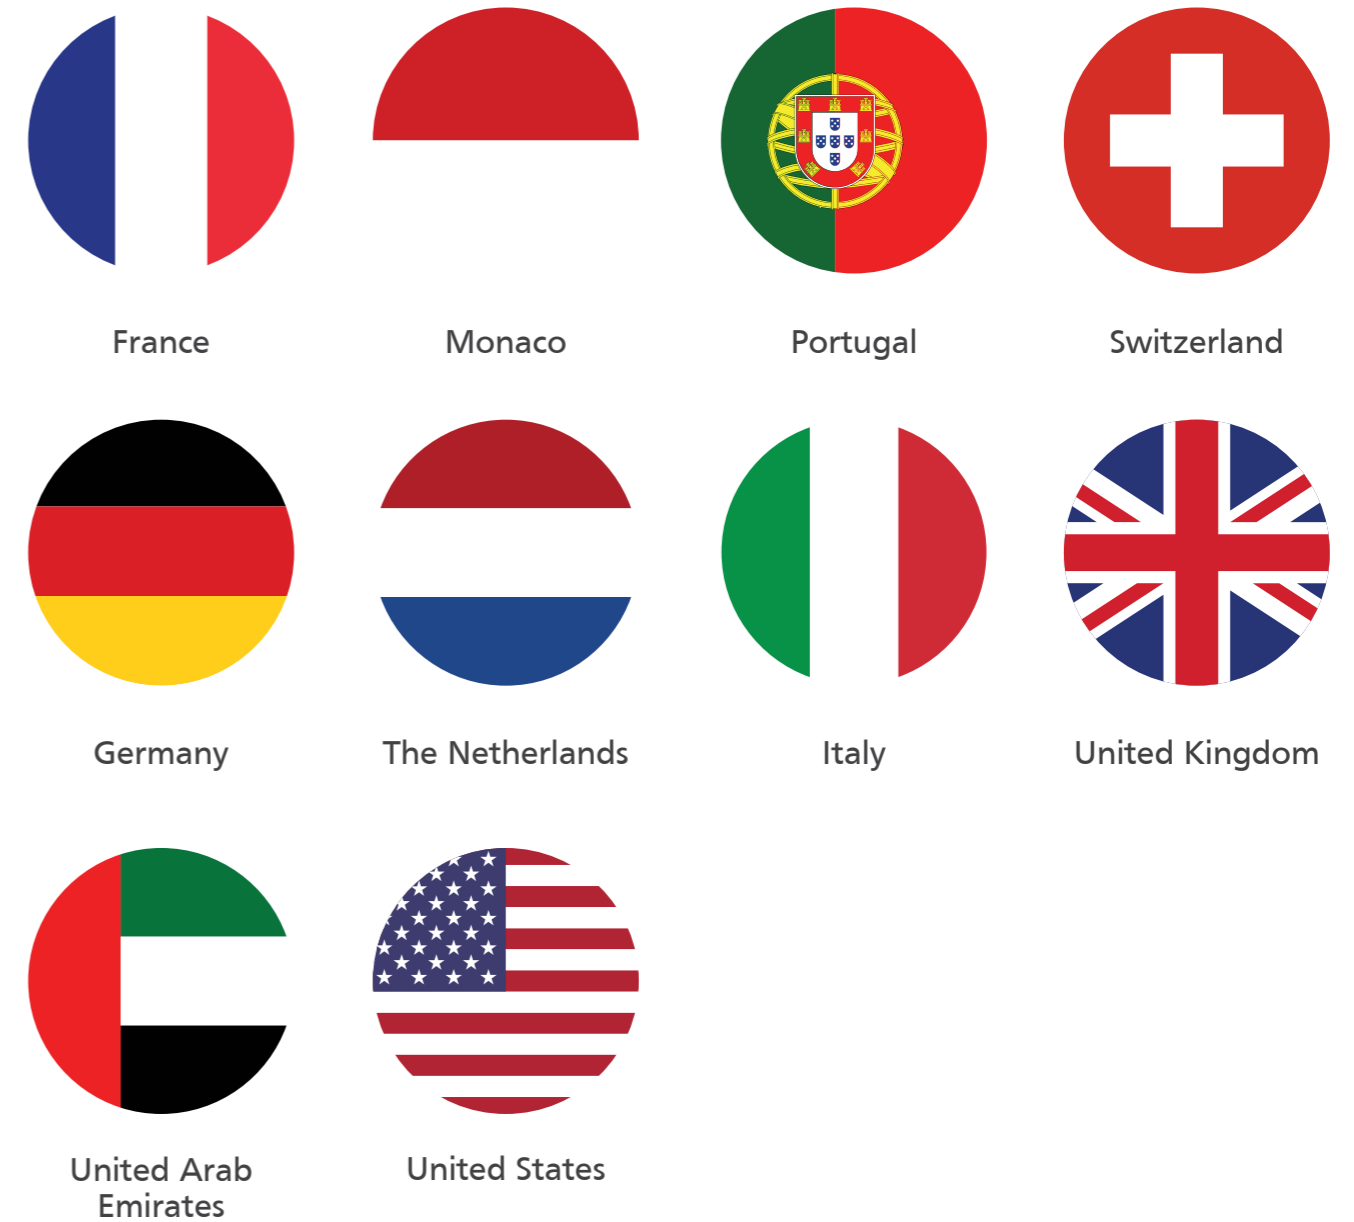 France
Monaco
Portugal
Switzerland
Germany
The Netherlands
Italy
United Kingdom
United Arab
Emirates
United States